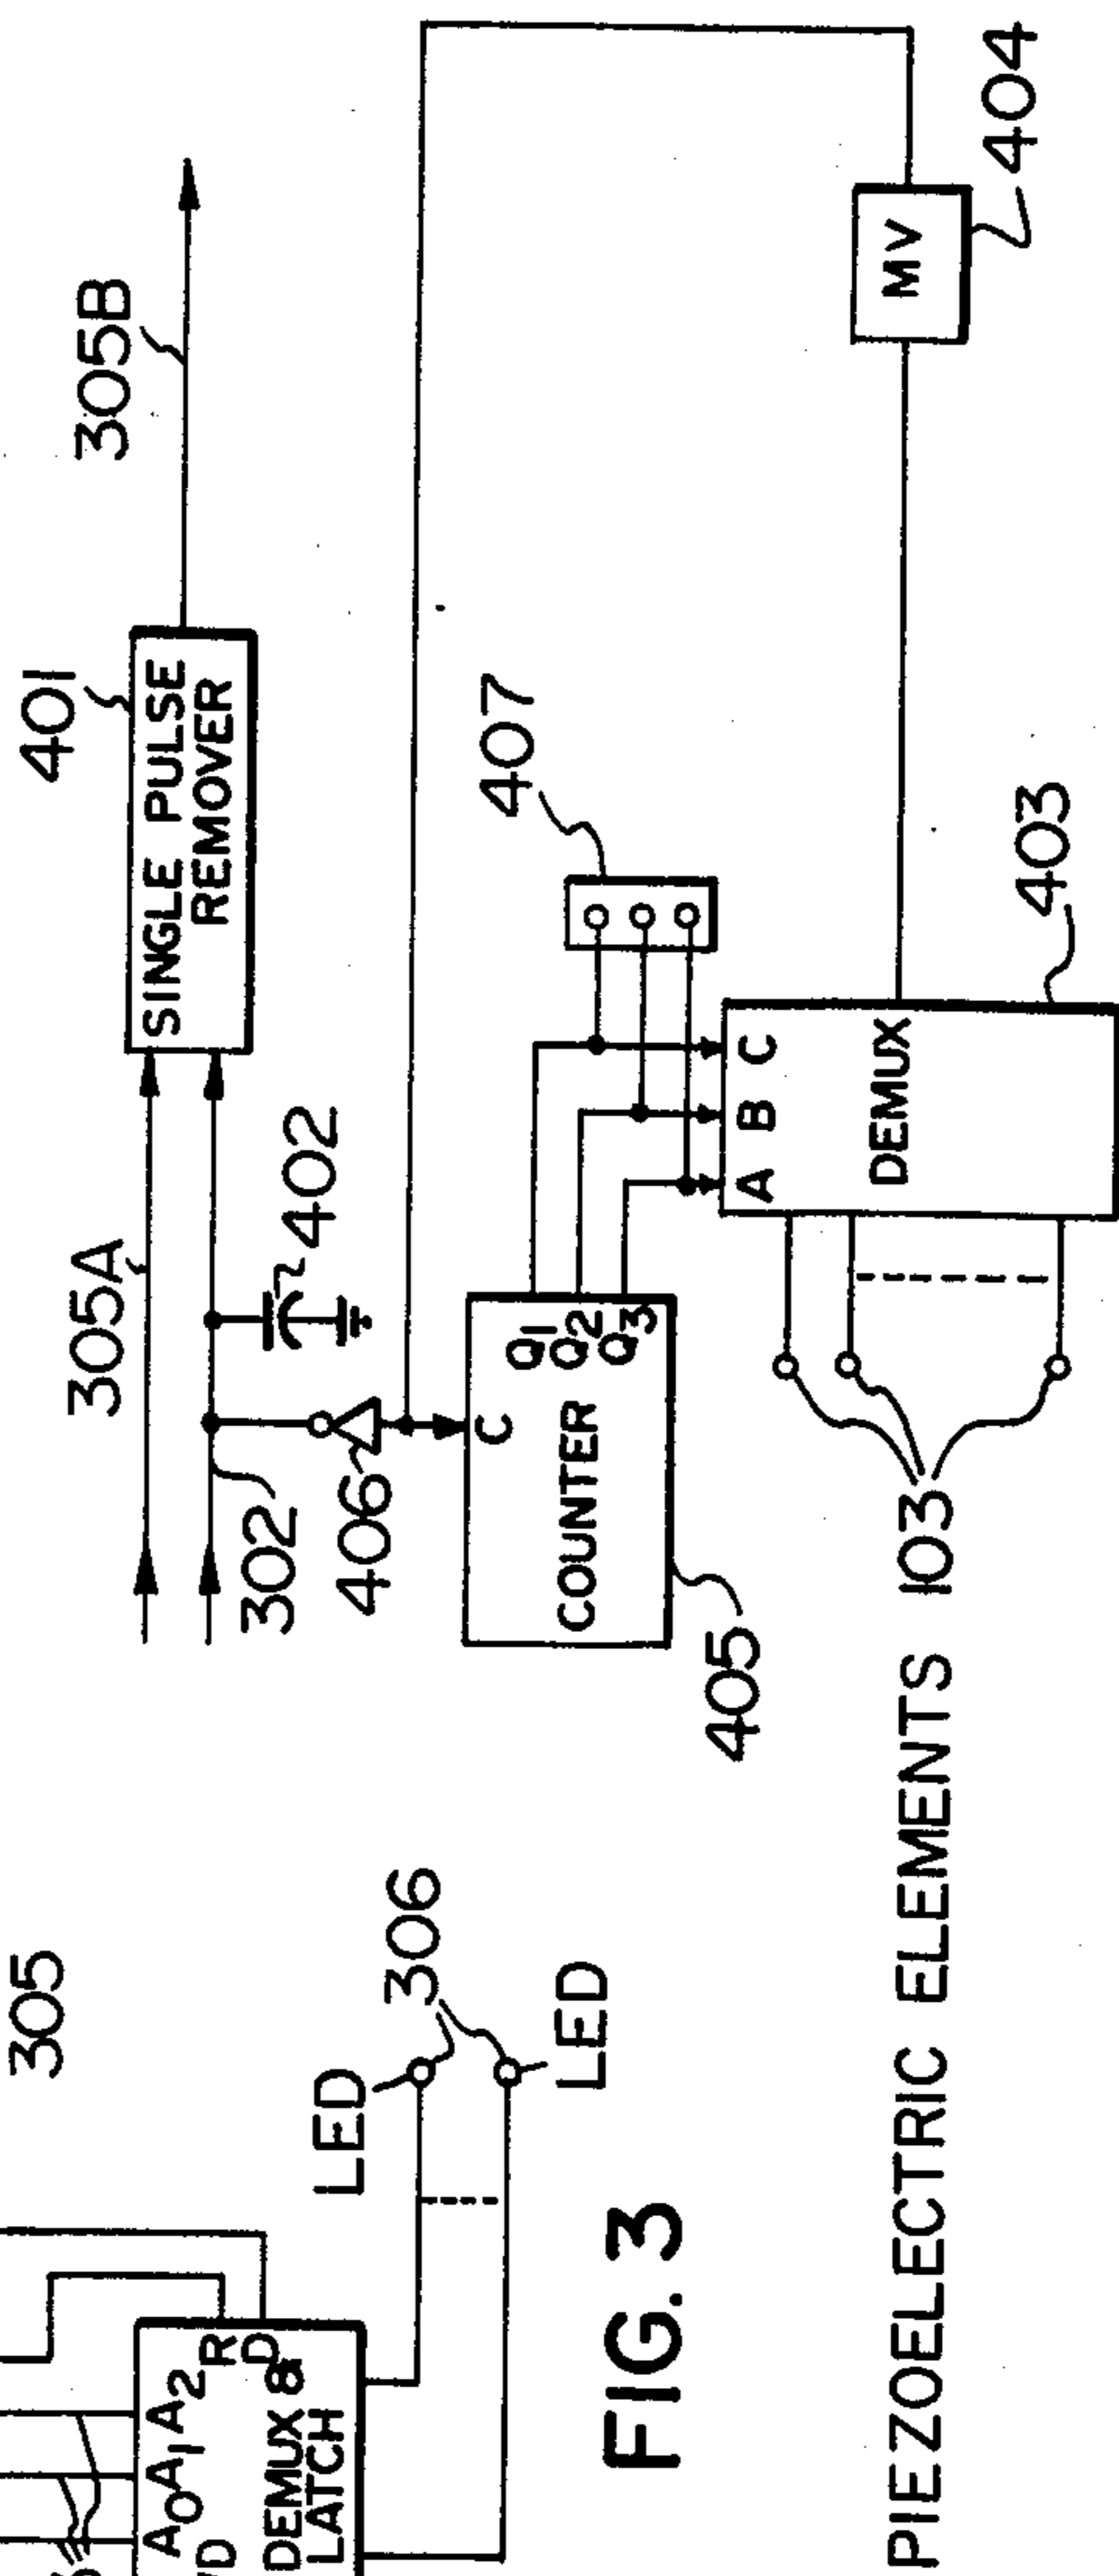 305
A0 A1 A2
R
D
D
DEMUX &
LATCH
LED
306
LED
FIG. 3
305A
401
SINGLE PULSE
REMOVER
305B
302
402
406
C
COUNTER
Q1
Q2
Q3
405
407
A B C
DEMUX
403
MV
404
PIEZOELECTRIC ELEMENTS 103